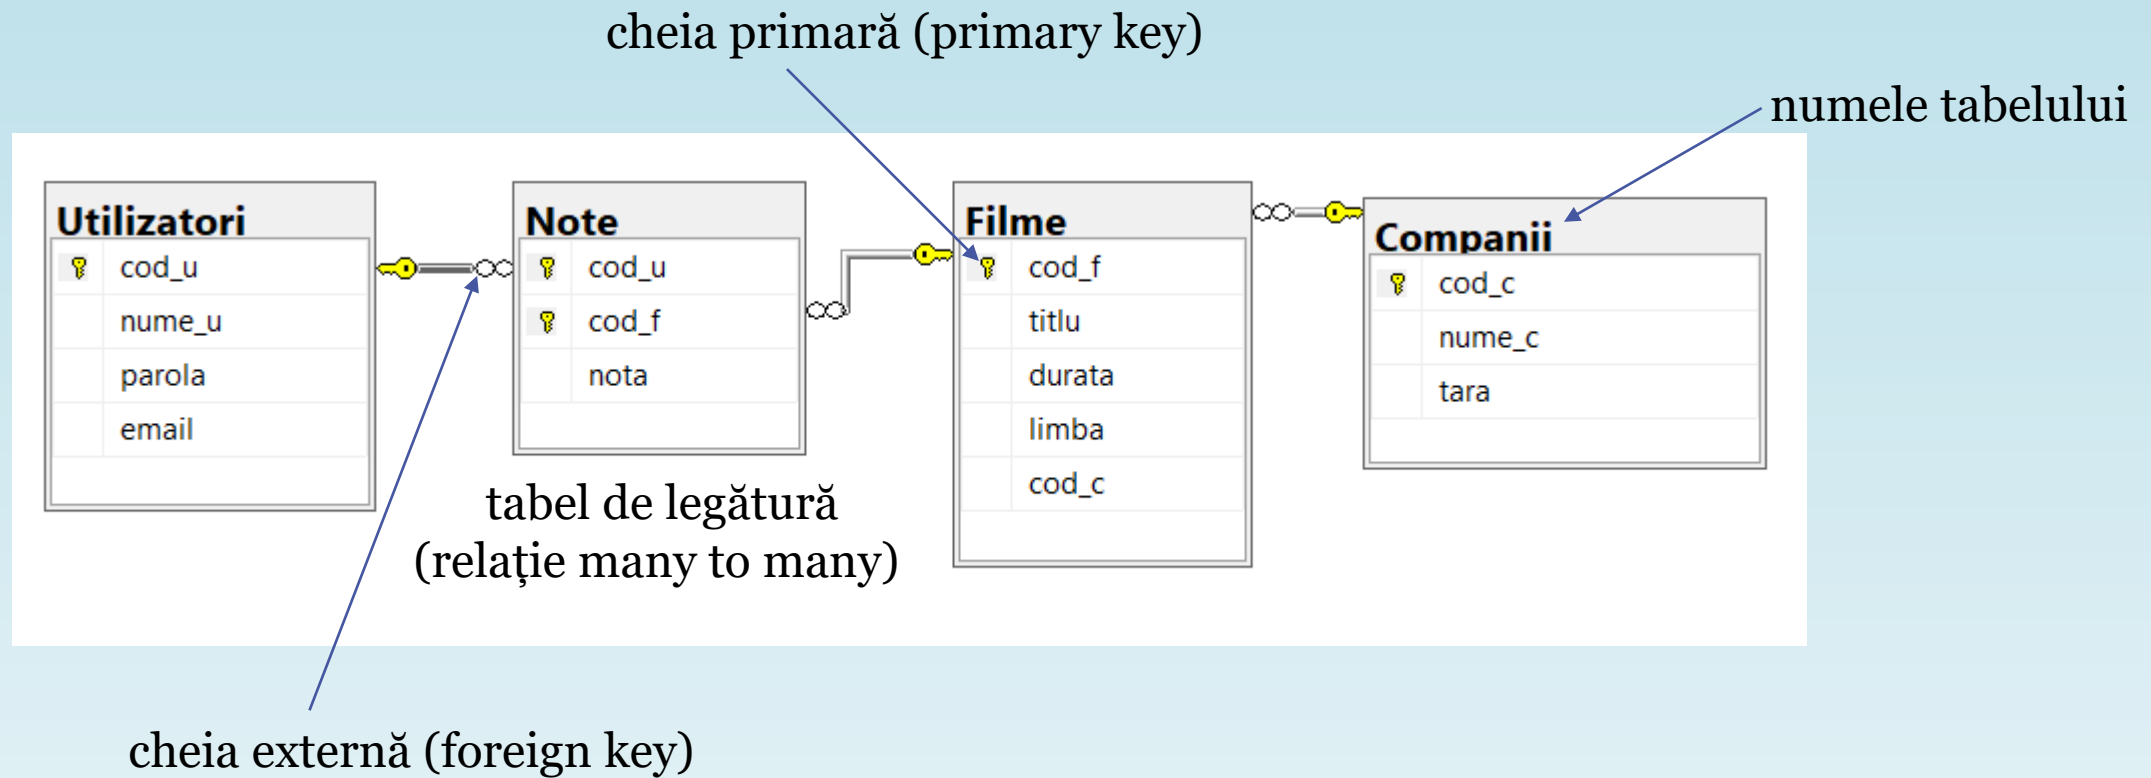 cheia primară (primary key)
numele tabelului
Utilizatori
cod_u
nume_u
parola
email
Note
cod_u
cod_f
nota
Filme
cod_f
titlu
durata
limba
cod_c
Companii
cod_c
nume_c
tara
tabel de legătură
(relație many to many)
cheia externă (foreign key)